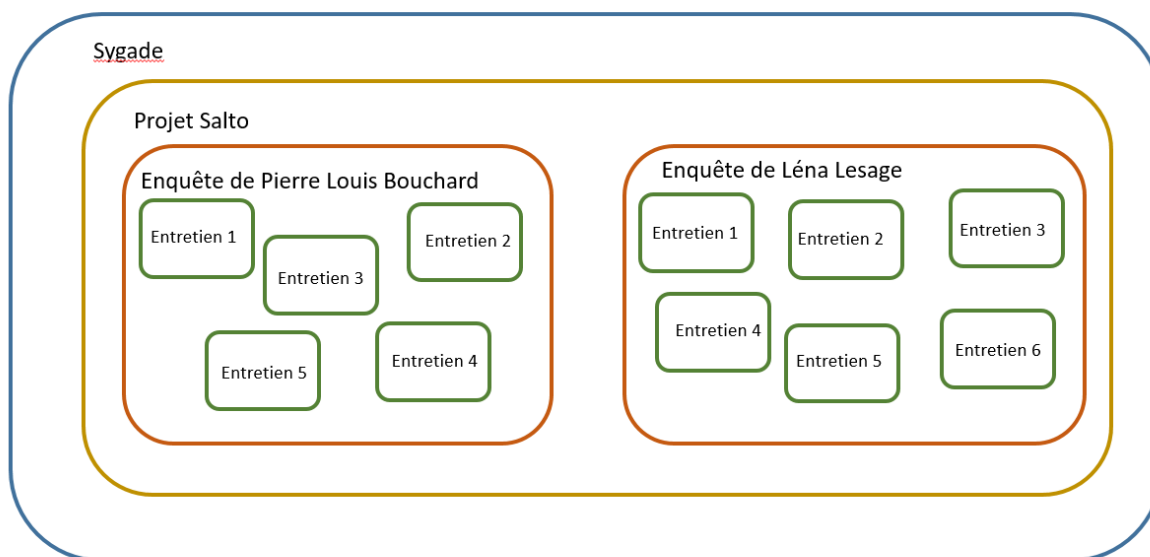 Sygade
Projet Salto
Enquête de Pierre Louis Bouchard
Entretien 1
Entretien 2
Entretien 3
Entretien 5
Entretien 4
Enquête de Léna Lesage
Entretien 1
Entretien 2
Entretien 3
Entretien 4
Entretien 5
Entretien 6